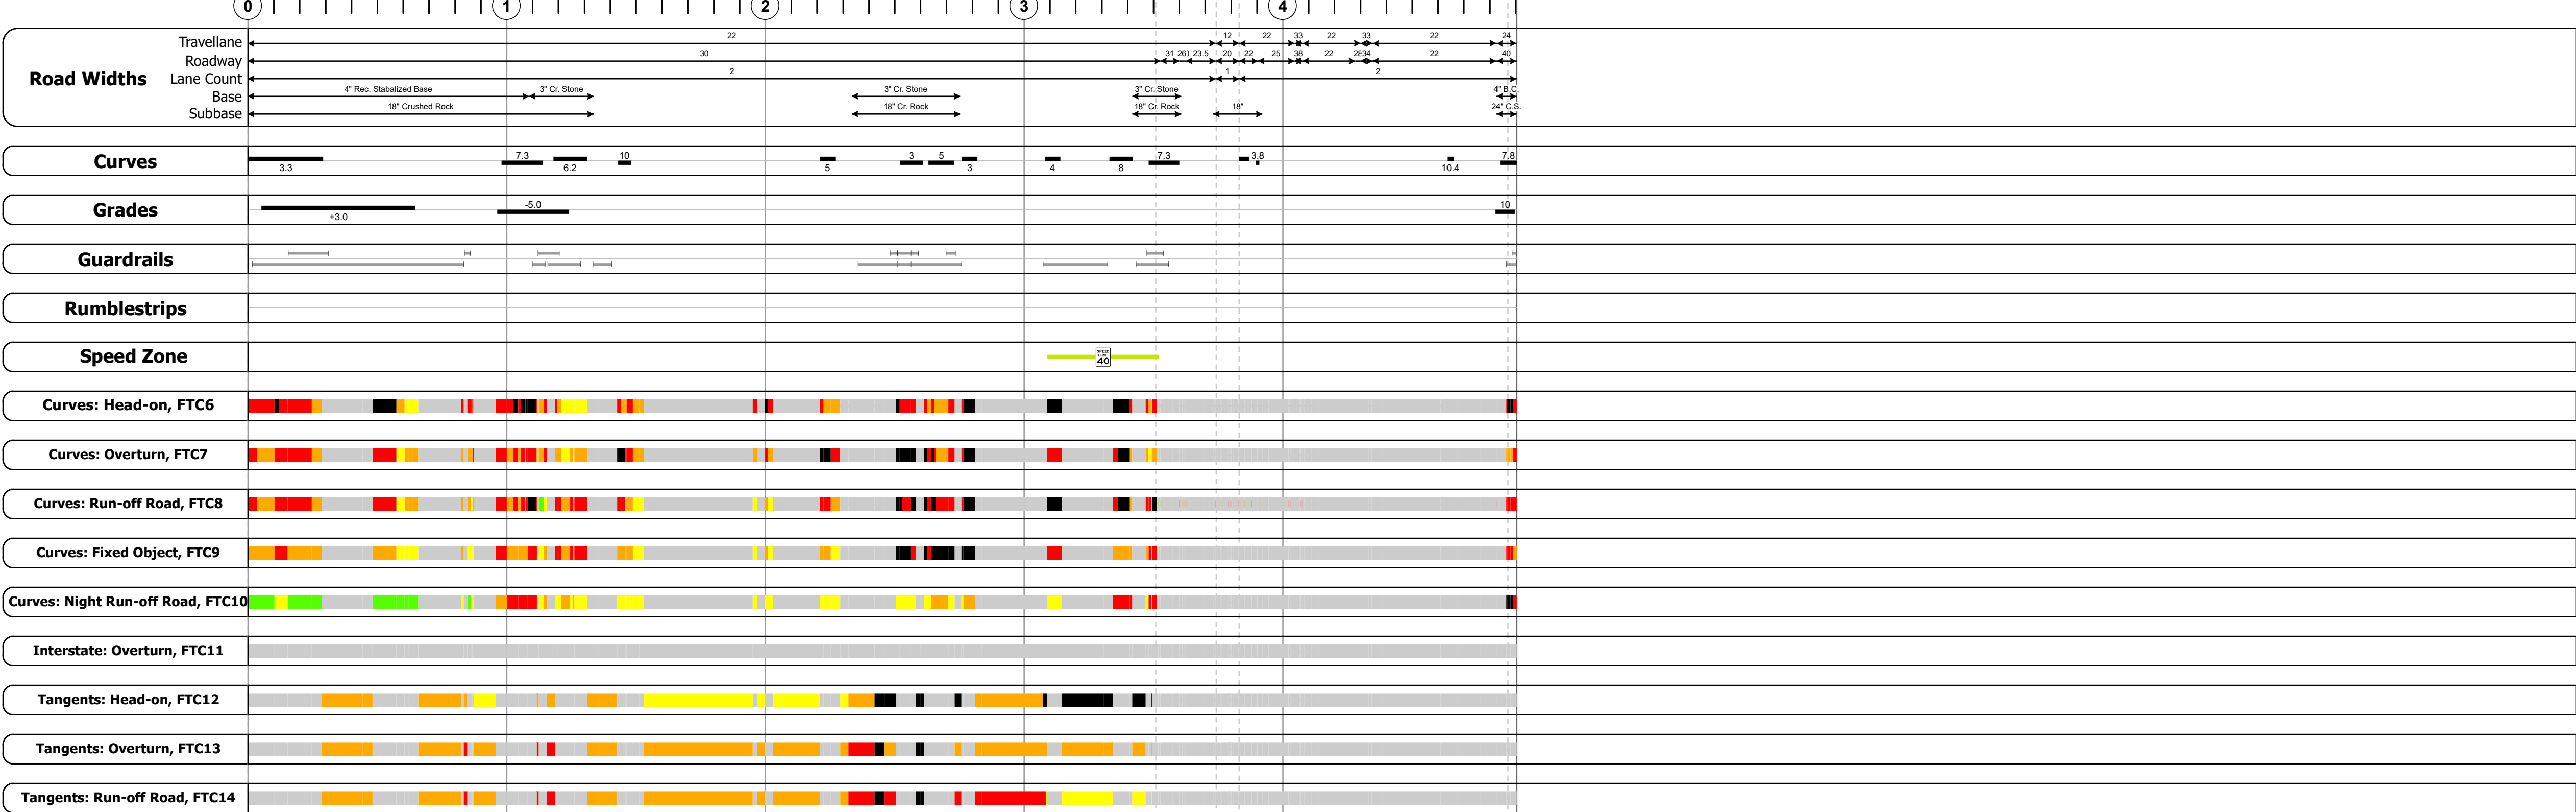 0 1 2 3 4
Travellane 22 12 22 33 22 33 22 24
Road Widths
Roadway 30 31 23.5 20 22 25 38 22 22 40
Lane Count 2 1 2
Base 4" Rec. Stabalized Base 3" Cr. Stone 3" Cr. Stone 3" Cr. Stone 4" B.C.
Subbase 18" Crushed Rock 18" Cr. Rock 18" Cr. Rock 18" 24" C.S.
Curves
7.3 10 3 5 7.3 3.8 7.8
3.3 6.2 5 3 4 8 10.4
Grades
-5.0 10
+3.0
Guardrails
Rumblestrips
Speed Zone
SPEED
LIMIT
40
Curves: Head-on, FTC6
Curves: Overturn, FTC7
Curves: Run-off Road, FTC8
Curves: Fixed Object, FTC9
Curves: Night Run-off Road, FTC10
Interstate: Overturn, FTC11
Tangents: Head-on, FTC12
Tangents: Overturn, FTC13
Tangents: Run-off Road, FTC14